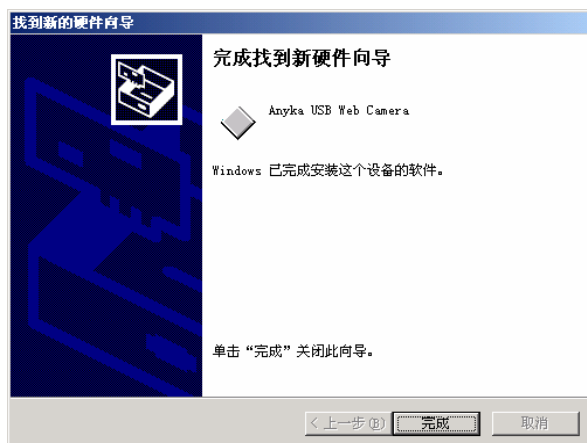 找到新的硬件向导
完成找到新硬件向导
Anyka USB Web Camera
Windows 已完成安装这个设备的软件。
单击“完成”关闭此向导。
< 上一步(B)
完成
取消